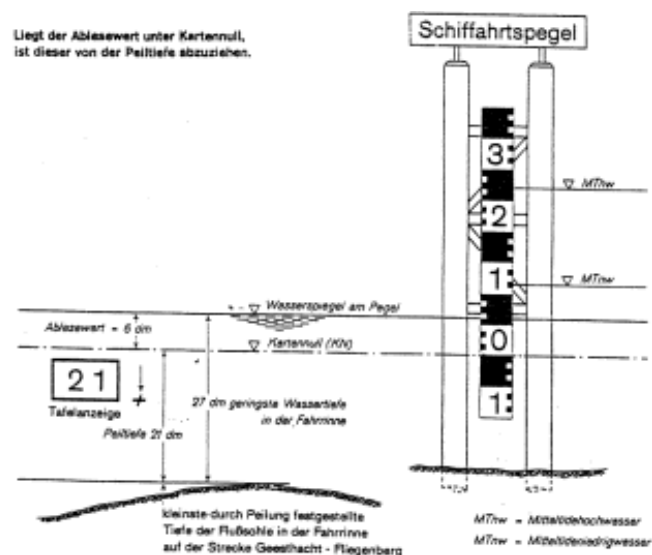 Liegt der Ablesewert unter Kartennull,
ist dieser von der Peiltiefe abzuziehen.
Schiffahrtspegel
3
MThw
2
1
MTnw
Wasserspiegel am Pegel
Ablesewert = 6 dm
0
Kartennull (KN)
21
Tafelanzeige
27 dm geringste Wassertiefe
in der Fahrrinne
1
Peiltiefe 21 dm
kleinste durch Peilung festgestellte
Tiefe der Flußsohle in der Fahrrinne
auf der Strecke Geesthacht - Fliegenberg
MThw = Mitteltidehochwasser
MTnw = Mitteltideniedrigwasser